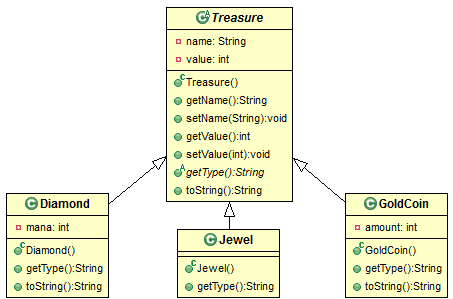 Treasure
name: String
value: int
Treasure()
getName():String
setName(String):void
getValue():int
setValue(int):void
getType():String
toString():String
Diamond
mana: int
Diamond()
getType():String
toString():String
Jewel
Jewel()
getType():String
GoldCoin
amount: int
GoldCoin()
getType():String
toString():String